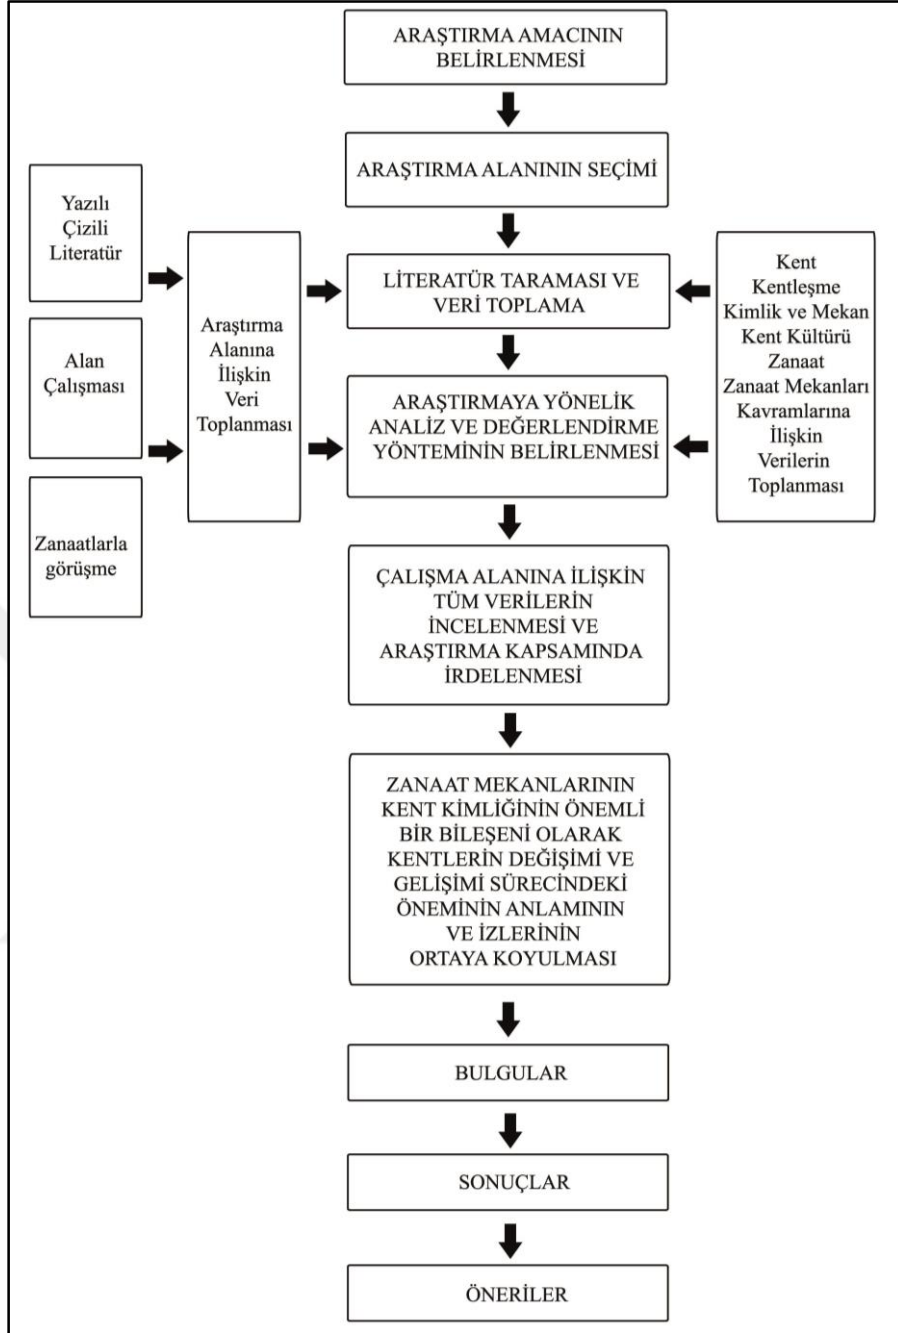 ARAŞTIRMA AMACININ
BELİRLENMESİ
ARAŞTIRMA ALANININ SEÇİMİ
Yazılı
Çizili
Literatür
Alan
Çalışması
Zanaatlarla
görüşme
Araştırma
Alanına
İlişkin
Veri
Toplanması
LİTERATÜR TARAMASI VE
VERİ TOPLAMA
ARAŞTIRMAYA YÖNELİK
ANALİZ VE DEĞERLENDİRME
YÖNTEMİNİN BELİRLENMESİ
Kent
Kentleşme
Kimlik ve Mekan
Kent Kültürü
Zanaat
Zanaat Mekanları
Kavramlarına
İlişkin
Verilerin
Toplanması
ÇALIŞMA ALANINA İLİŞKİN
TÜM VERİLERİN
İNCELENMESİ VE
ARAŞTIRMA KAPSAMINDA
İRDELENMESİ
ZANAAT MEKANLARININ
KENT KİMLİĞİNİN ÖNEMLİ
BİR BİLEŞENİ OLARAK
KENTLERİN DEĞİŞİMİ VE
GELİŞİMİ SÜRECİNDEKİ
ÖNEMİNİN ANLAMININ
VE İZLERİNİN
ORTAYA KOYULMASI
BULGULAR
SONUÇLAR
ÖNERİLER